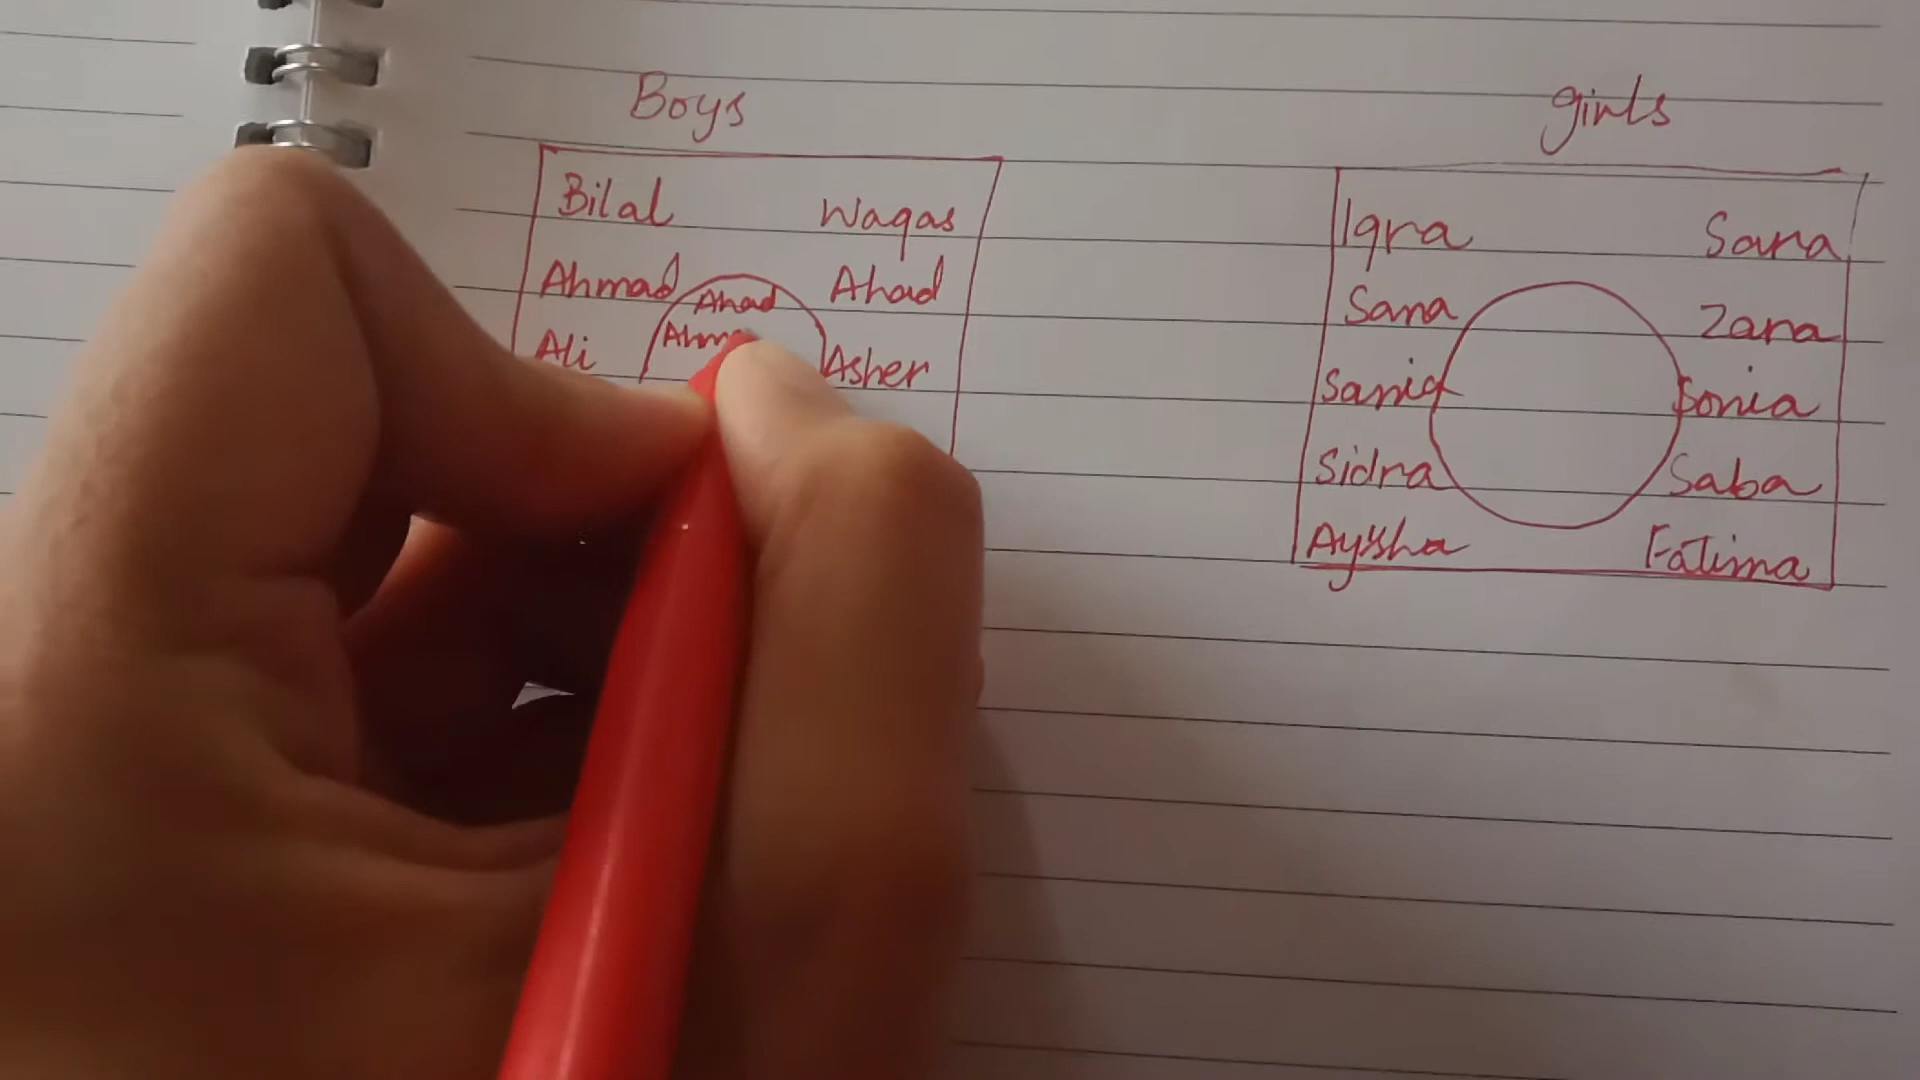 Boys
girls
Bilal Waqas
Ahmad Ahad
Ahad
Ahm
Ali Asher
Iqra Sara
Sana Zara
Sania Sonia
Sidra Saba
Aysha Fatima